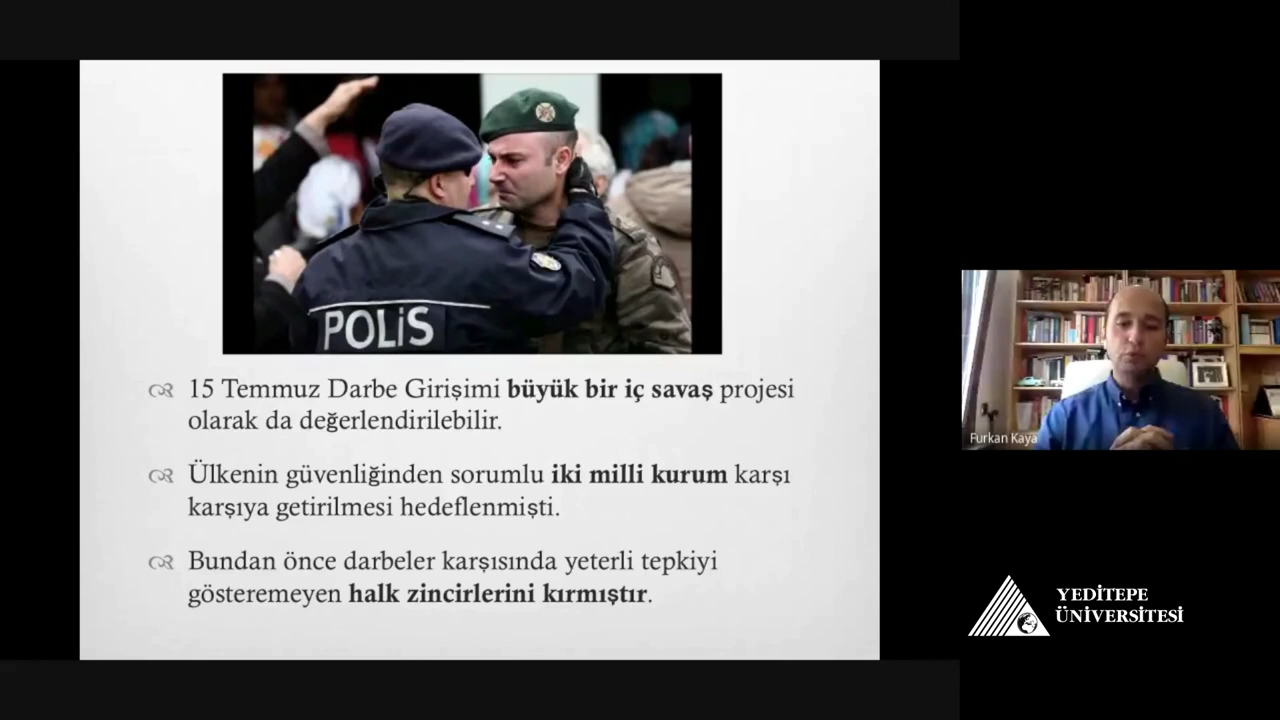 POLİS
15 Temmuz Darbe Girişimi büyük bir iç savaş projesi
olarak da değerlendirilebilir.
Ülkenin güvenliğinden sorumlu iki milli kurum karşı
karşıya getirilmesi hedeflenmişti.
Bundan önce darbeler karşısında yeterli tepkiyi
gösteremeyen halk zincirlerini kırmıştır.
Furkan Kaya
YEDİTEPE
ÜNİVERSİTESİ